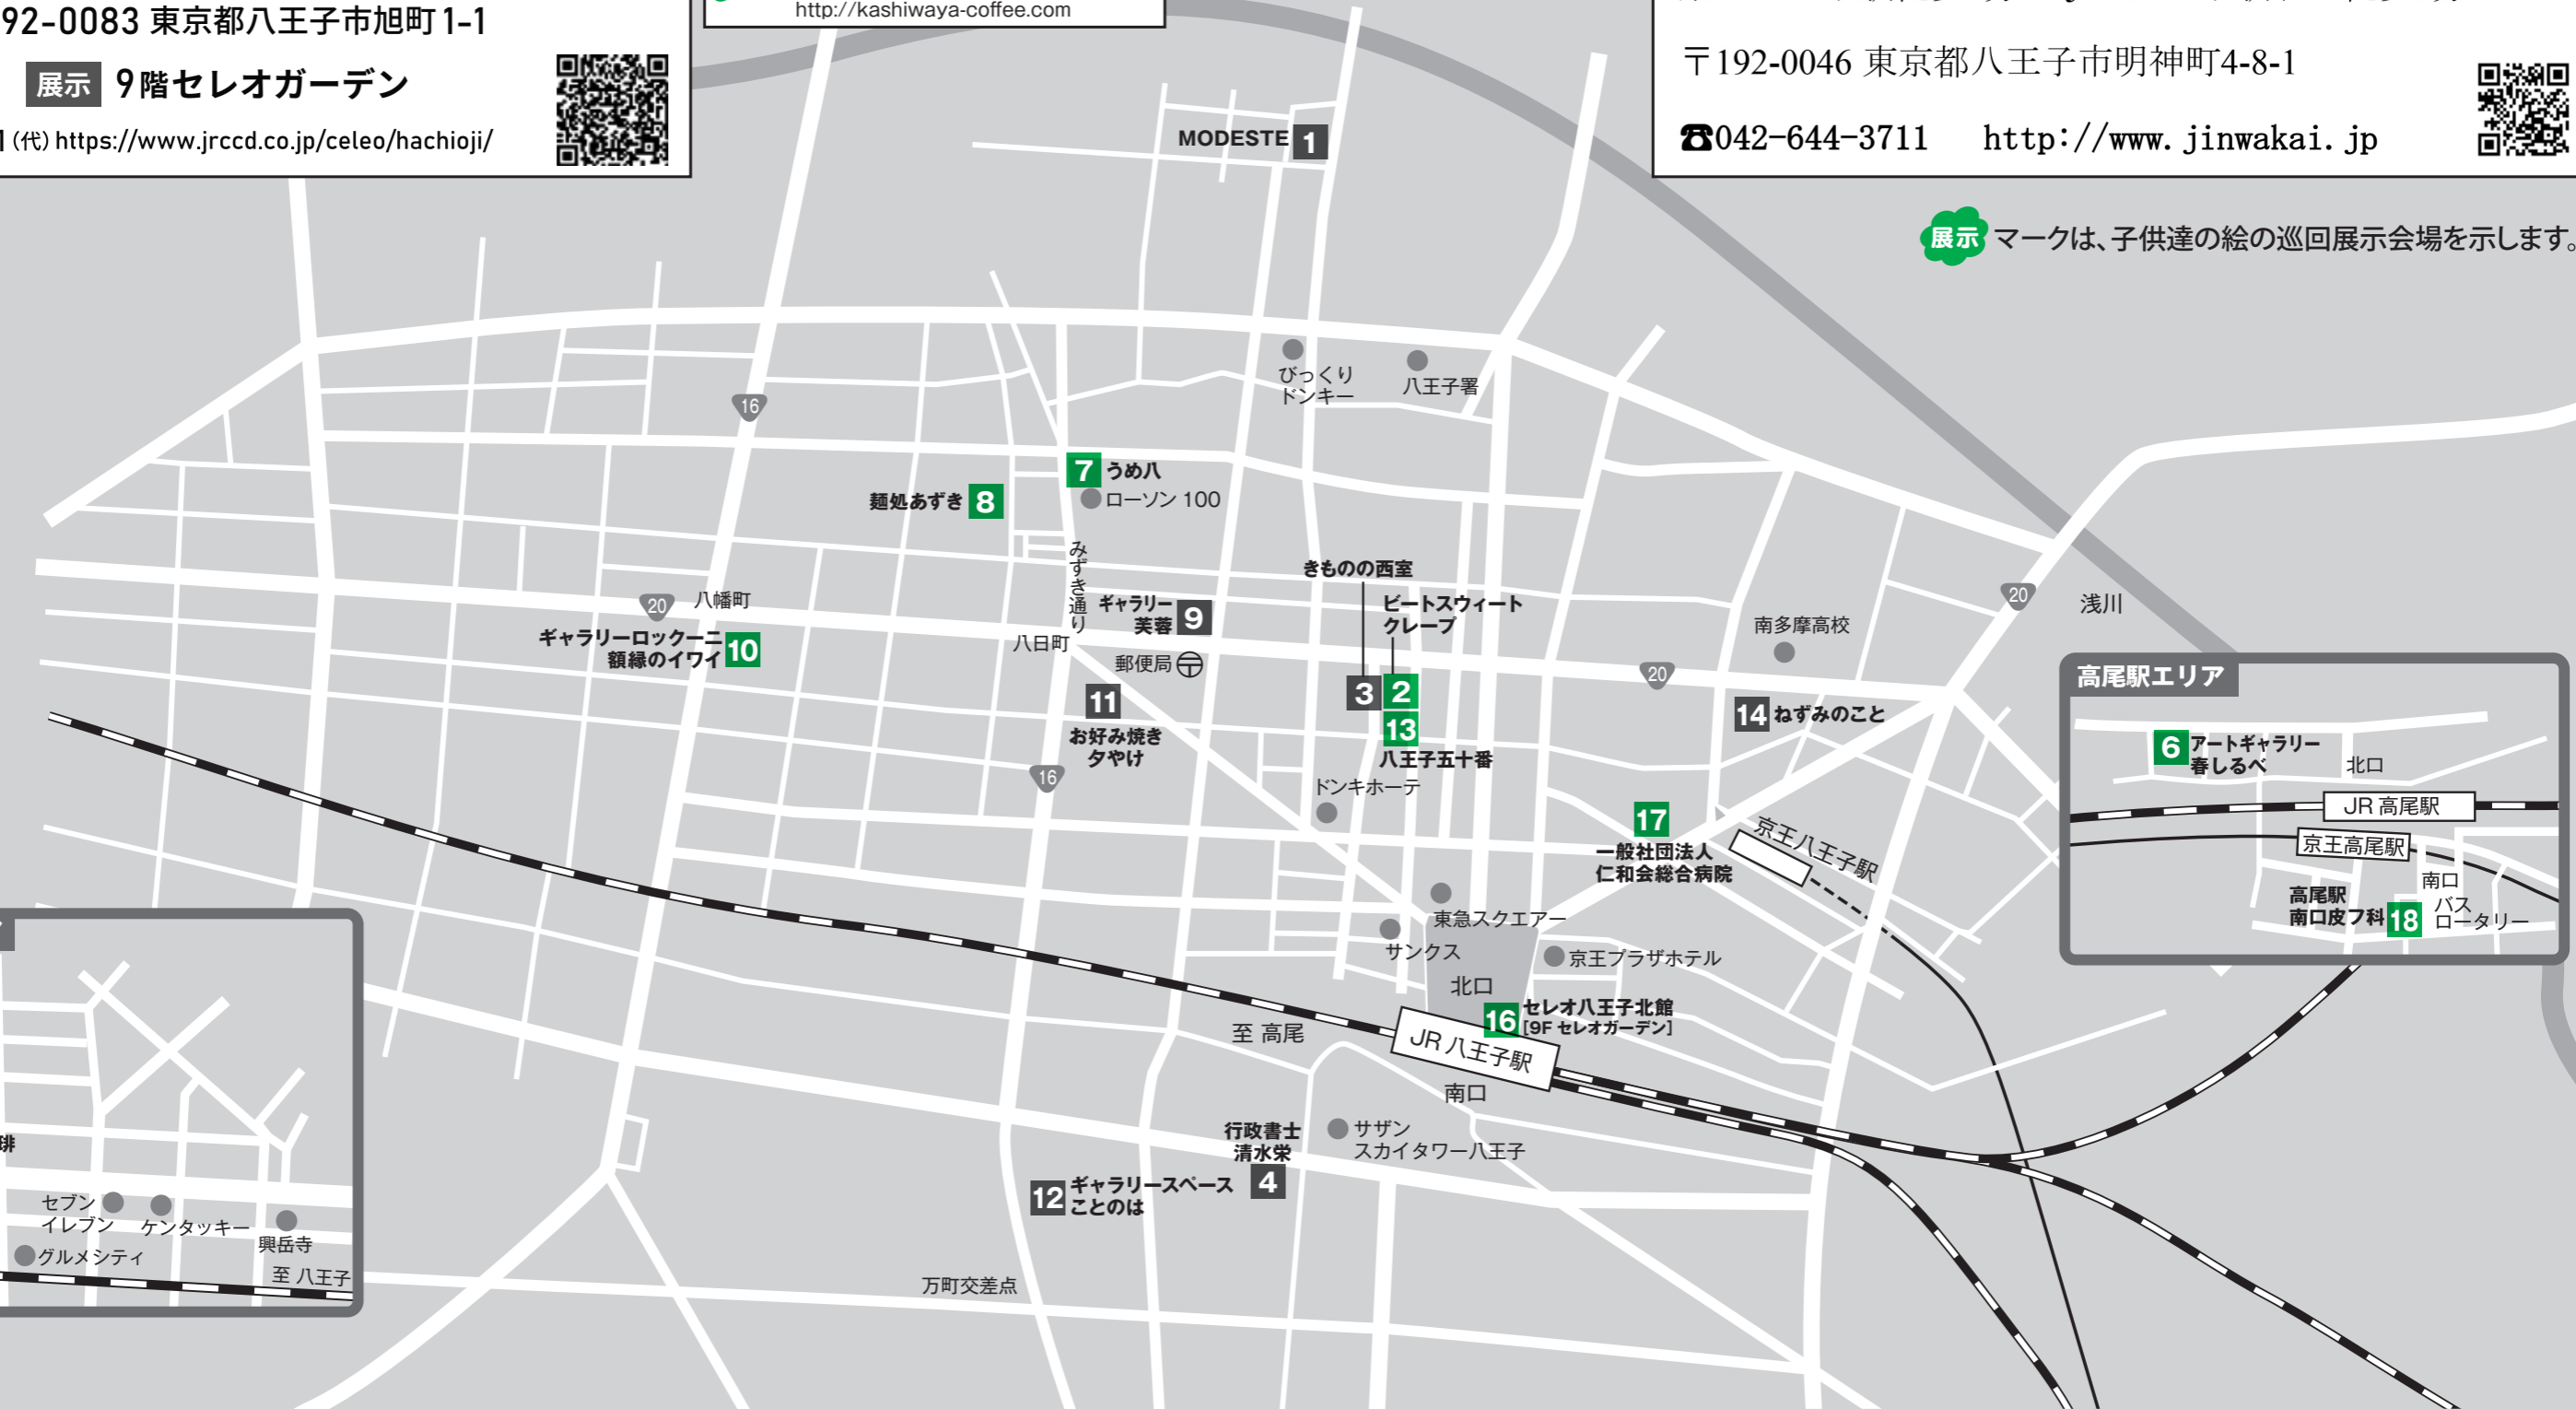 92-0083 東京都八王子市旭町1-1
展示 9階セレオガーデン
(代) https://www.jrccd.co.jp/celeo/hachioji/
http://kashiwaya-coffee.com
〒192-0046 東京都八王子市明神町4-8-1
☎042-644-3711 http://www.jinwakai.jp
展示 マークは、子供達の絵の巡回展示会場を示します。
MODESTE 1
びっくり
ドンキー
八王子署
16
7 うめ八
ローソン 100
麺処あずき 8
みずき通り
きものの西室
ビートスウィート
クレープ
3 2
13
八王子五十番
ギャラリー
芙蓉 9
郵便局
八日町
20 八幡町
ギャラリーロックーニ
額縁のイワイ 10
11
お好み焼き
夕やけ
16
ドンキホーテ
20
南多摩高校
14 ねずみのこと
20
浅川
17
一般社団法人
仁和会総合病院
京王八王子駅
東急スクエアー
サンクス
京王プラザホテル
北口
16 セレオ八王子北館
[9F セレオガーデン]
至 高尾
JR 八王子駅
南口
行政書士
清水栄
4
サザン
スカイタワー八王子
12 ギャラリースペース
ことのは
万町交差点
高尾駅エリア
6 アートギャラリー
春しるべ
北口
JR 高尾駅
京王高尾駅
南口
高尾駅
南口皮フ科 18
バス
ロータリー
琲
セブン
イレブン
ケンタッキー
興岳寺
グルメシティ
至 八王子